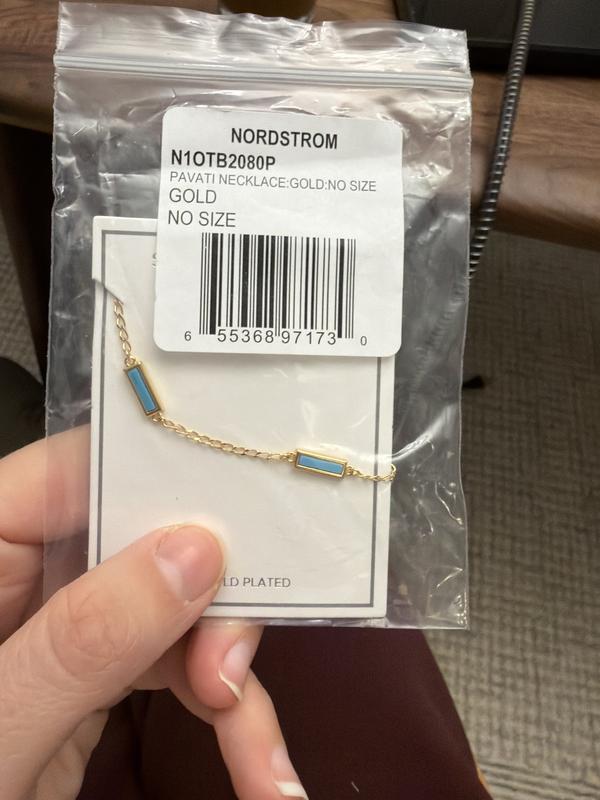 NORDSTROM
N1OTB2080P
PAVATI NECKLACE:GOLD:NO SIZE
GOLD
NO SIZE
6 55368 97173 0
LD PLATED